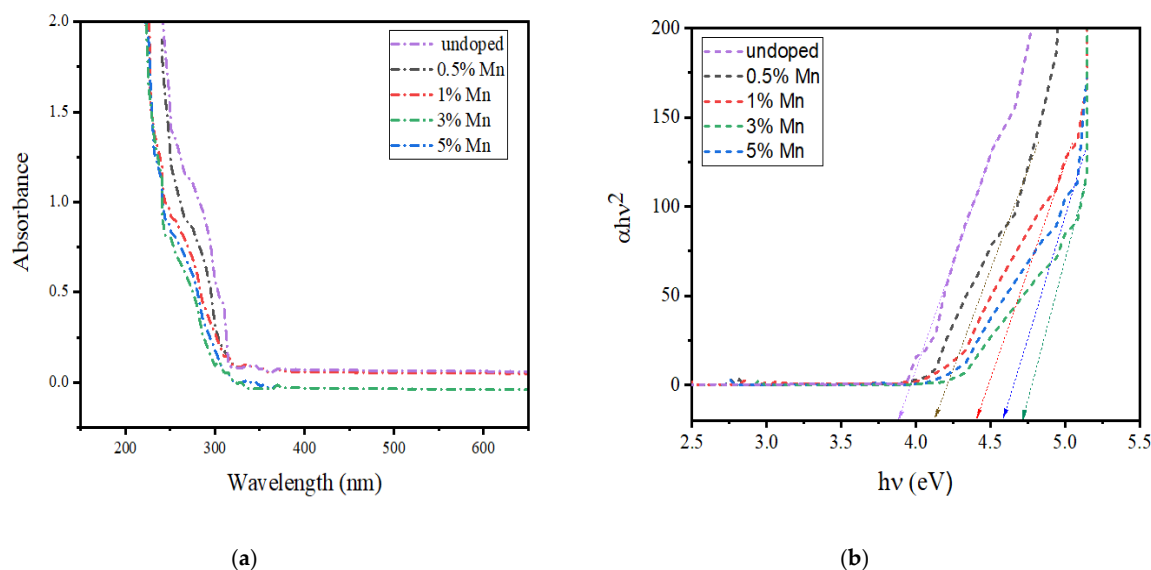 2.0
1.5
1.0
0.5
0.0
Absorbance
undoped
0.5% Mn
1% Mn
3% Mn
5% Mn
200 300 400 500 600
Wavelength (nm)
(a)
200
150
100
50
0
αhν²
undoped
0.5% Mn
1% Mn
3% Mn
5% Mn
2.5 3.0 3.5 4.0 4.5 5.0 5.5
hν (eV)
(b)